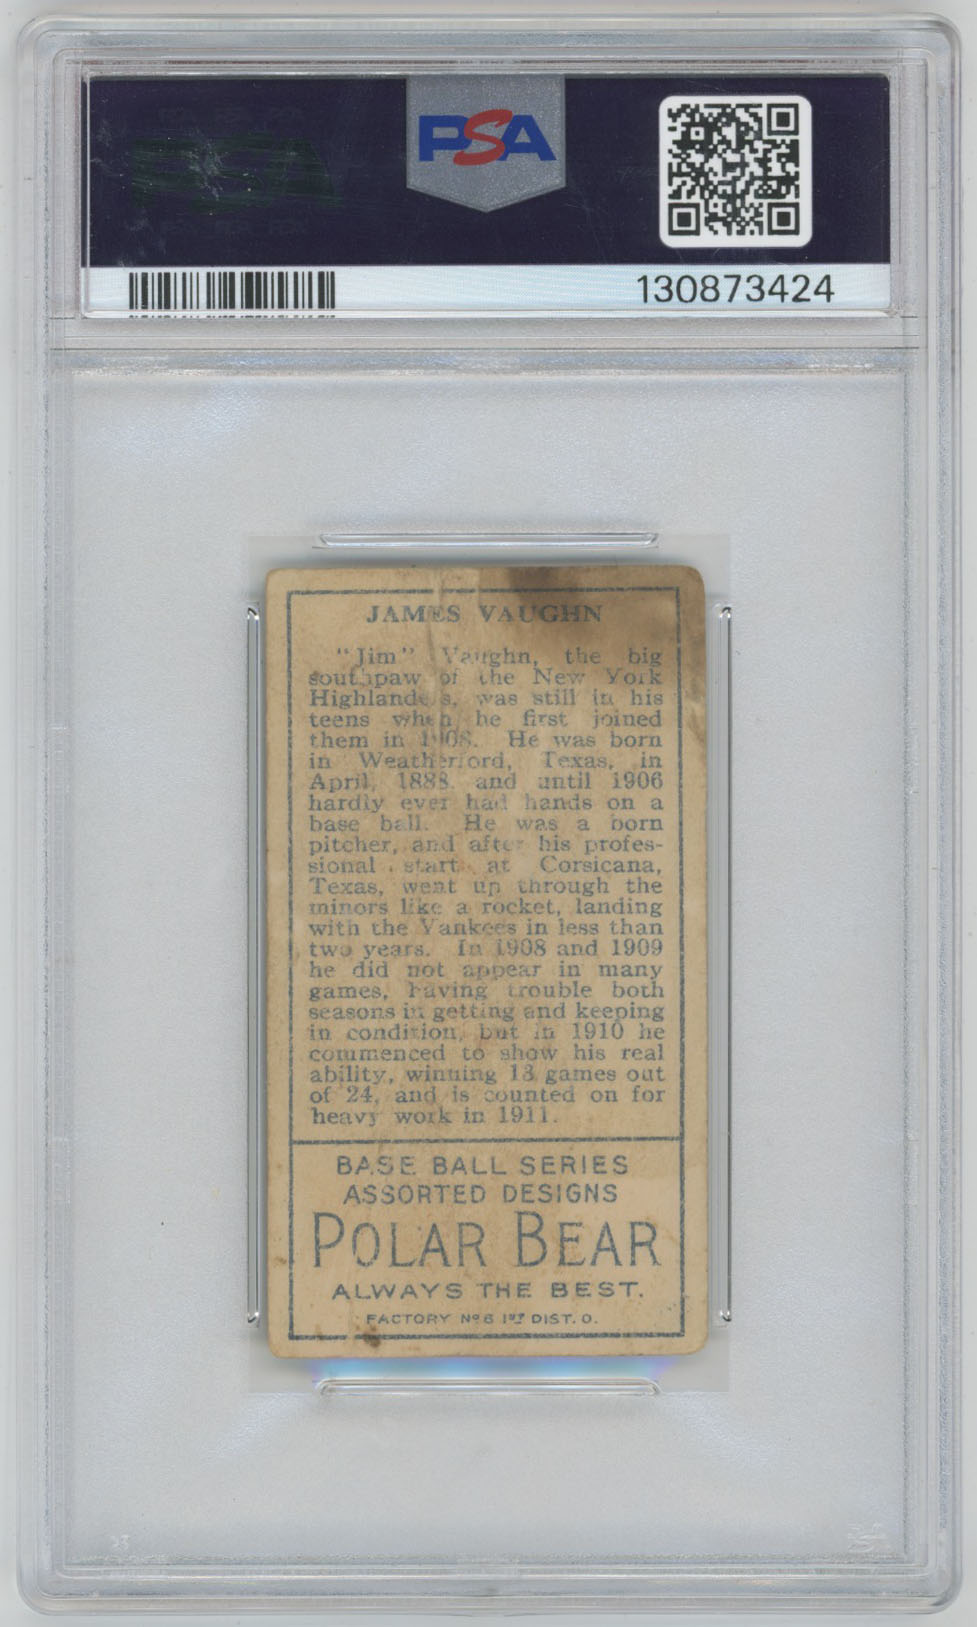 PSA
130873424
JAMES VAUGHN
"Jim" Vaughn, the big
southpaw of the New York
Highlanders, was still in his
teens when he first joined
them in 1908. He was born
in Weatherford, Texas, in
April, 1888, and until 1906
hardly ever had hands on a
base ball. He was a born
pitcher, and after his profes-
sional start at Corsicana,
Texas, went up through the
minors like a rocket, landing
with the Yankees in less than
two years. In 1908 and 1909
he did not appear in many
games, having trouble both
seasons in getting and keeping
in condition, but in 1910 he
commenced to show his real
ability, winning 13 games out
of 24, and is counted on for
heavy work in 1911.
BASE BALL SERIES
ASSORTED DESIGNS
POLAR BEAR
ALWAYS THE BEST.
FACTORY Nº 6 1ST DIST. O.